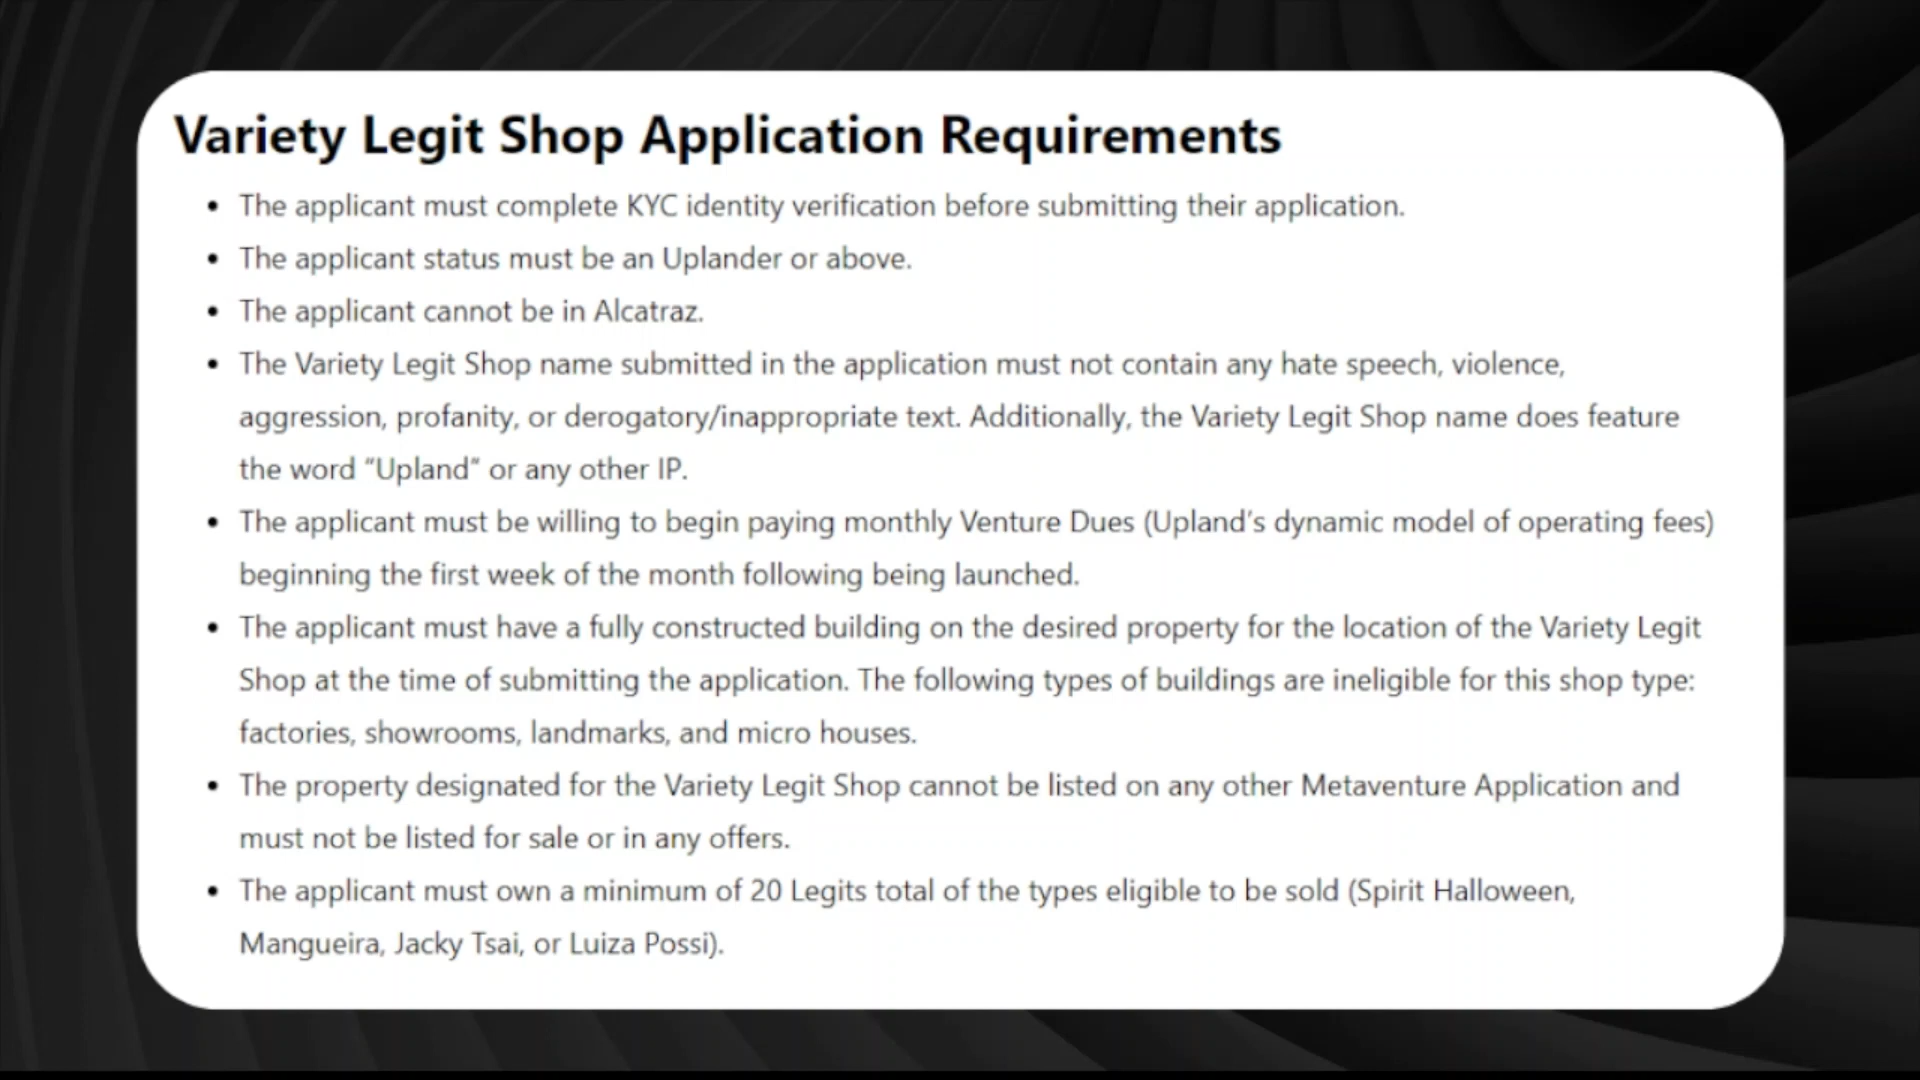 Variety Legit Shop Application Requirements
• The applicant must complete KYC identity verification before submitting their application.
• The applicant status must be an Uplander or above.
• The applicant cannot be in Alcatraz.
• The Variety Legit Shop name submitted in the application must not contain any hate speech, violence,
aggression, profanity, or derogatory/inappropriate text. Additionally, the Variety Legit Shop name does feature
the word “Upland” or any other IP.
• The applicant must be willing to begin paying monthly Venture Dues (Upland’s dynamic model of operating fees)
beginning the first week of the month following being launched.
• The applicant must have a fully constructed building on the desired property for the location of the Variety Legit
Shop at the time of submitting the application. The following types of buildings are ineligible for this shop type:
factories, showrooms, landmarks, and micro houses.
• The property designated for the Variety Legit Shop cannot be listed on any other Metaventure Application and
must not be listed for sale or in any offers.
• The applicant must own a minimum of 20 Legits total of the types eligible to be sold (Spirit Halloween,
Mangueira, Jacky Tsai, or Luiza Possi).